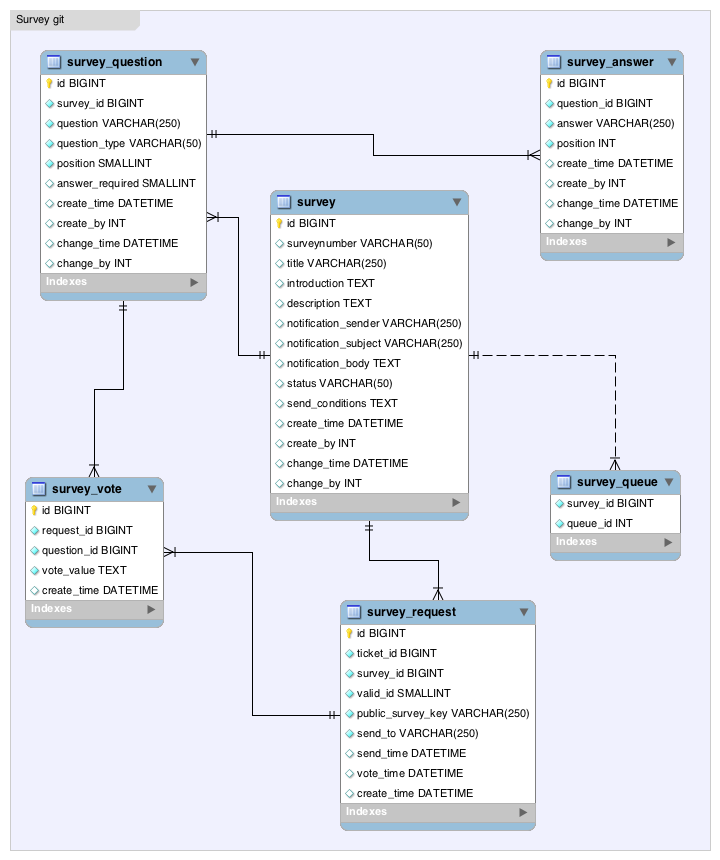 Survey git
survey_question
id BIGINT
survey_id BIGINT
question VARCHAR(250)
question_type VARCHAR(50)
position SMALLINT
answer_required SMALLINT
create_time DATETIME
create_by INT
change_time DATETIME
change_by INT
Indexes
survey_answer
id BIGINT
question_id BIGINT
answer VARCHAR(250)
position INT
create_time DATETIME
create_by INT
change_time DATETIME
change_by INT
Indexes
survey
id BIGINT
surveynumber VARCHAR(50)
title VARCHAR(250)
introduction TEXT
description TEXT
notification_sender VARCHAR(250)
notification_subject VARCHAR(250)
notification_body TEXT
status VARCHAR(50)
send_conditions TEXT
create_time DATETIME
create_by INT
change_time DATETIME
change_by INT
Indexes
survey_vote
id BIGINT
request_id BIGINT
question_id BIGINT
vote_value TEXT
create_time DATETIME
Indexes
survey_queue
survey_id BIGINT
queue_id INT
Indexes
survey_request
id BIGINT
ticket_id BIGINT
survey_id BIGINT
valid_id SMALLINT
public_survey_key VARCHAR(250)
send_to VARCHAR(250)
send_time DATETIME
vote_time DATETIME
create_time DATETIME
Indexes